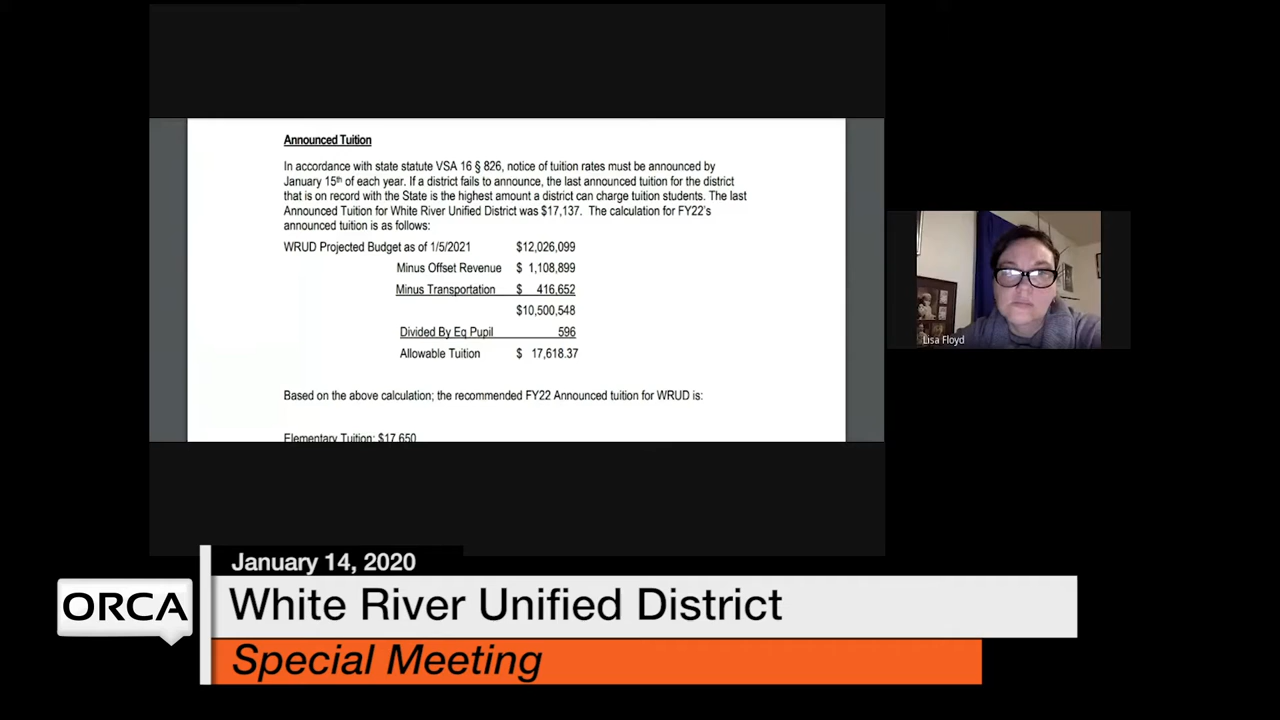 Announced Tuition
In accordance with state statute VSA 16 § 826, notice of tuition rates must be announced by
January 15th of each year. If a district fails to announce, the last announced tuition for the district
that is on record with the State is the highest amount a district can charge tuition students. The last
Announced Tuition for White River Unified District was $17,137. The calculation for FY22's
announced tuition is as follows:
WRUD Projected Budget as of 1/5/2021 $12,026,099
Minus Offset Revenue $ 1,108,899
Minus Transportation $ 416,652
$10,500,548
Divided By Eq Pupil 596
Allowable Tuition $ 17,618.37
Based on the above calculation; the recommended FY22 Announced tuition for WRUD is:
Elementary Tuition: $17,650
Lisa Floyd
January 14, 2020
ORCA
White River Unified District
Special Meeting